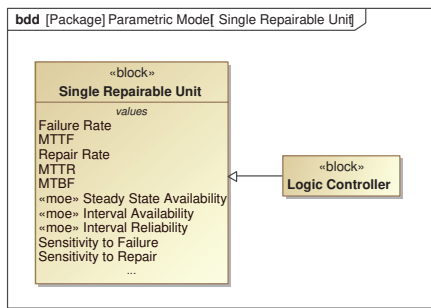 bdd [Package] Parametric Model[ Single Repairable Unit]
«block»
Single Repairable Unit
values
Failure Rate
MTTF
Repair Rate
MTTR
MTBF
«moe» Steady State Availability
«moe» Interval Availability
«moe» Interval Reliability
Sensitivity to Failure
Sensitivity to Repair
...
«block»
Logic Controller